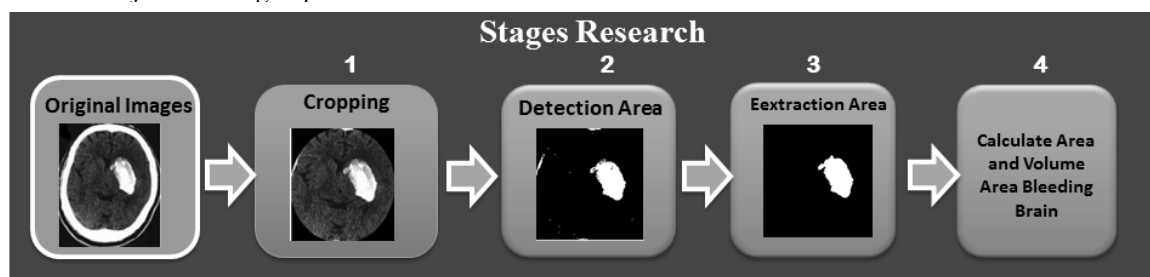 Stages Research
Original Images
1
Cropping
2
Detection Area
3
Eextraction Area
4
Calculate Area
and Volume
Area Bleeding
Brain